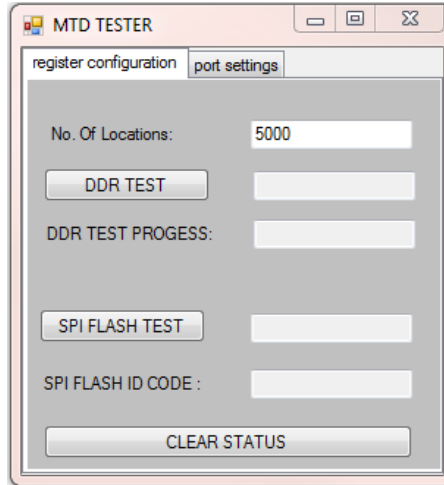 MTD TESTER
register configuration port settings
No. Of Locations: 5000
DDR TEST
DDR TEST PROGESS:
SPI FLASH TEST
SPI FLASH ID CODE :
CLEAR STATUS